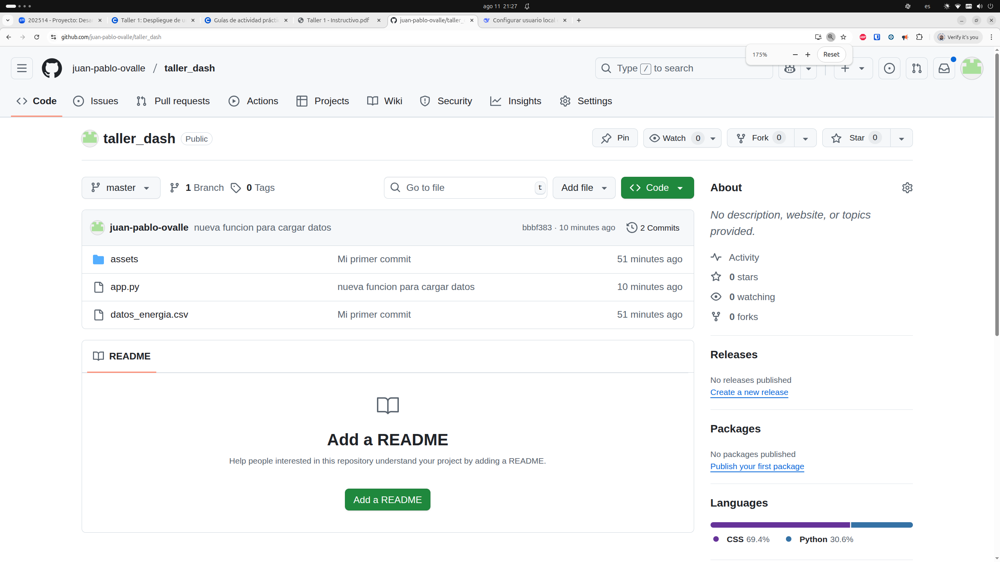 ago 11 21:27
es
202514 - Proyecto: Desa
Taller 1: Despliegue de u
Guías de actividad práctic
Taller 1 - Instructivo.pdf
juan-pablo-ovalle/taller_
Configurar usuario local
github.com/juan-pablo-ovalle/taller_dash
Verify it's you
175%
Reset
juan-pablo-ovalle / taller_dash
Type / to search
Code
Issues
Pull requests
Actions
Projects
Wiki
Security
Insights
Settings
taller_dash Public
Pin
Watch 0
Fork 0
Star 0
master
1 Branch
0 Tags
Go to file t
Add file
Code
juan-pablo-ovalle nueva funcion para cargar datos bbbf383 · 10 minutes ago 2 Commits
assets Mi primer commit 51 minutes ago
app.py nueva funcion para cargar datos 10 minutes ago
datos_energia.csv Mi primer commit 51 minutes ago
README
Add a README
Help people interested in this repository understand your project by adding a README.
Add a README
About
No description, website, or topics
provided.
Activity
0 stars
0 watching
0 forks
Releases
No releases published
Create a new release
Packages
No packages published
Publish your first package
Languages
CSS 69.4% Python 30.6%